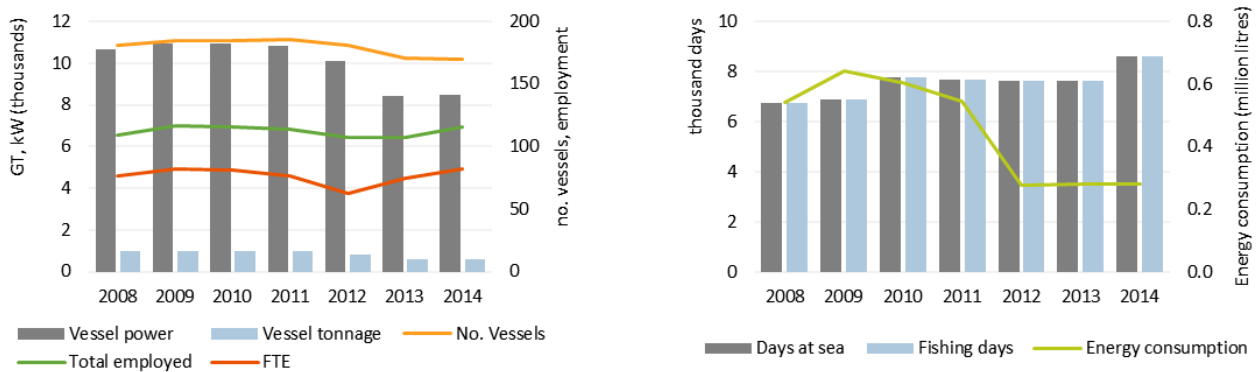 GT, kW (thousands)
12
10
8
6
4
2
0
200
150
100
50
0
no. vessels, employment
2008 2009 2010 2011 2012 2013 2014
Vessel power Vessel tonnage No. Vessels
Total employed FTE
thousand days
10
8
6
4
2
0
0.8
0.6
0.4
0.2
0.0
Energy consumption (million litres)
2008 2009 2010 2011 2012 2013 2014
Days at sea Fishing days Energy consumption